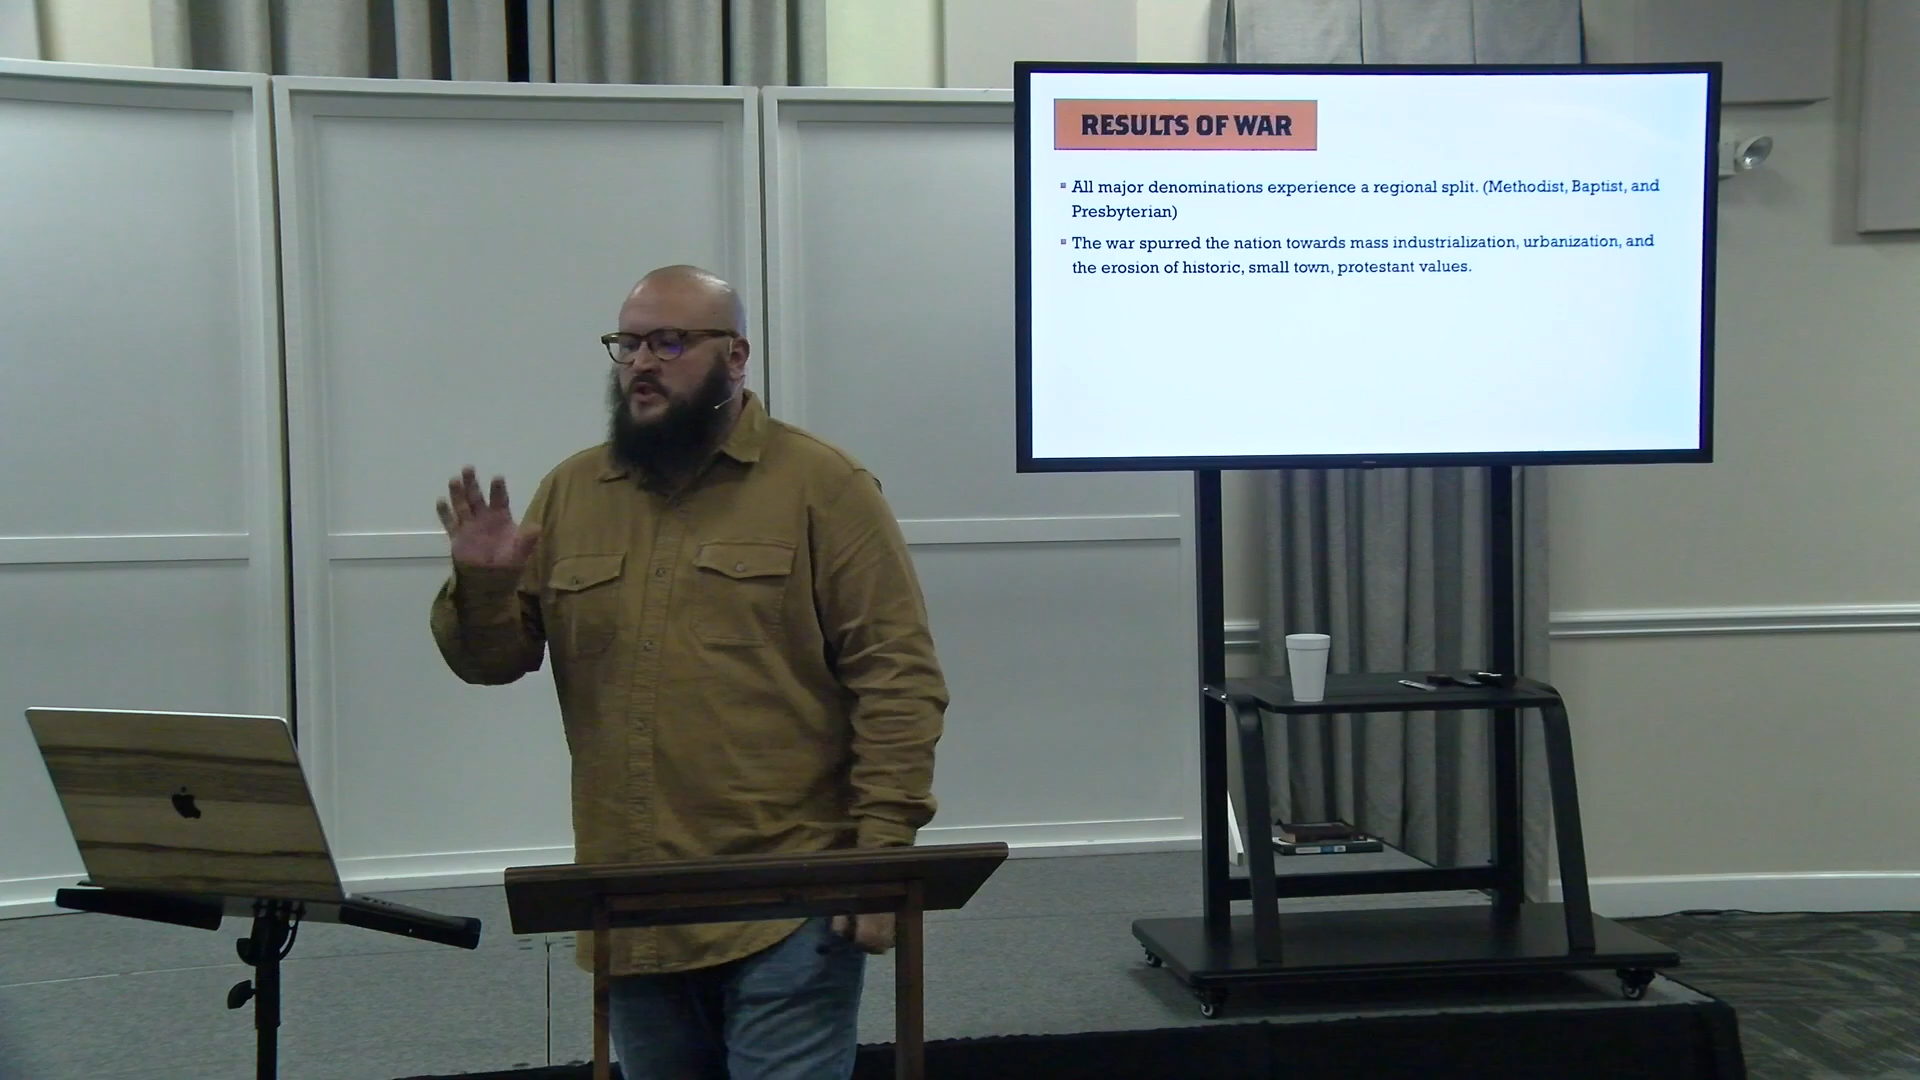 RESULTS OF WAR
▪ All major denominations experience a regional split. (Methodist, Baptist, and
Presbyterian)
▪ The war spurred the nation towards mass industrialization, urbanization, and
the erosion of historic, small town, protestant values.